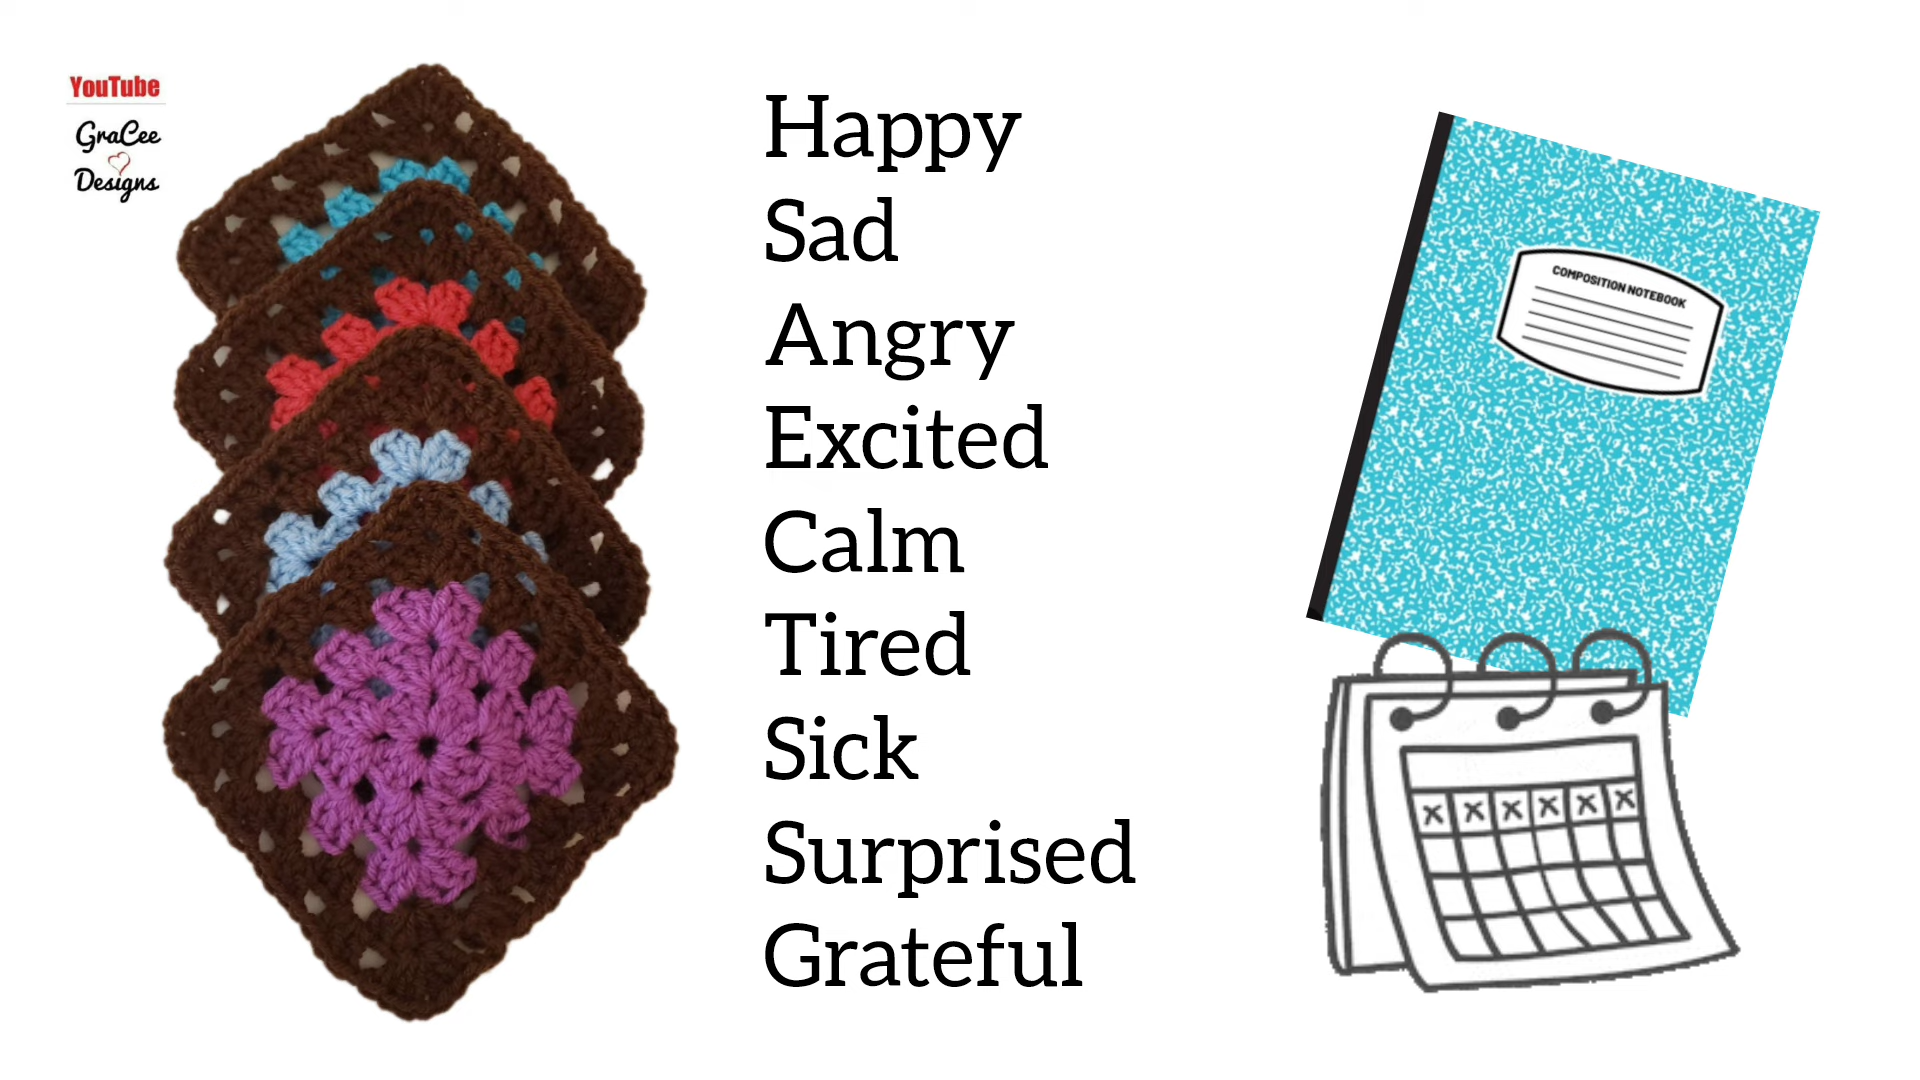 YouTube
GraCee
Designs
Happy
Sad
Angry
Excited
Calm
Tired
Sick
Surprised
Grateful
COMPOSITION NOTEBOOK